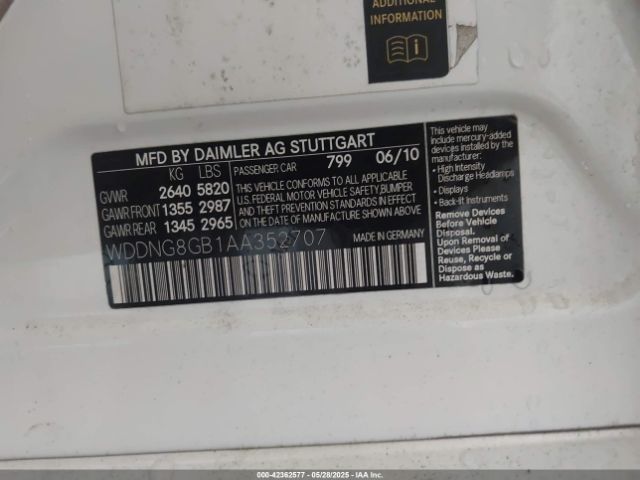 ADDITIONAL
INFORMATION
MFD BY DAIMLER AG STUTTGART
KG LBS
GVWR 2640 5820
GAWR FRONT 1355 2987
GAWR REAR 1345 2965
PASSENGER CAR 799 06/10
THIS VEHICLE CONFORMS TO ALL APPLICABLE
U.S. FEDERAL MOTOR VEHICLE SAFETY, BUMPER
AND THEFT PREVENTION STANDARDS IN EFFECT
ON THE DATE OF MANUFACTURE SHOWN ABOVE.
WDDNG8GB1AA352707
MADE IN GERMANY
This vehicle may include
mercury-added
devices installed by the
manufacturer:
• High Intensity
Discharge Headlamps
• Displays
• Back-lit Instruments
Remove Devices
Before Vehicle
Disposal.
Upon Removal of
Devices Please
Reuse, Recycle or
Dispose as
Hazardous Waste.
000-42362577 — 05/28/2025 — IAA, Inc.